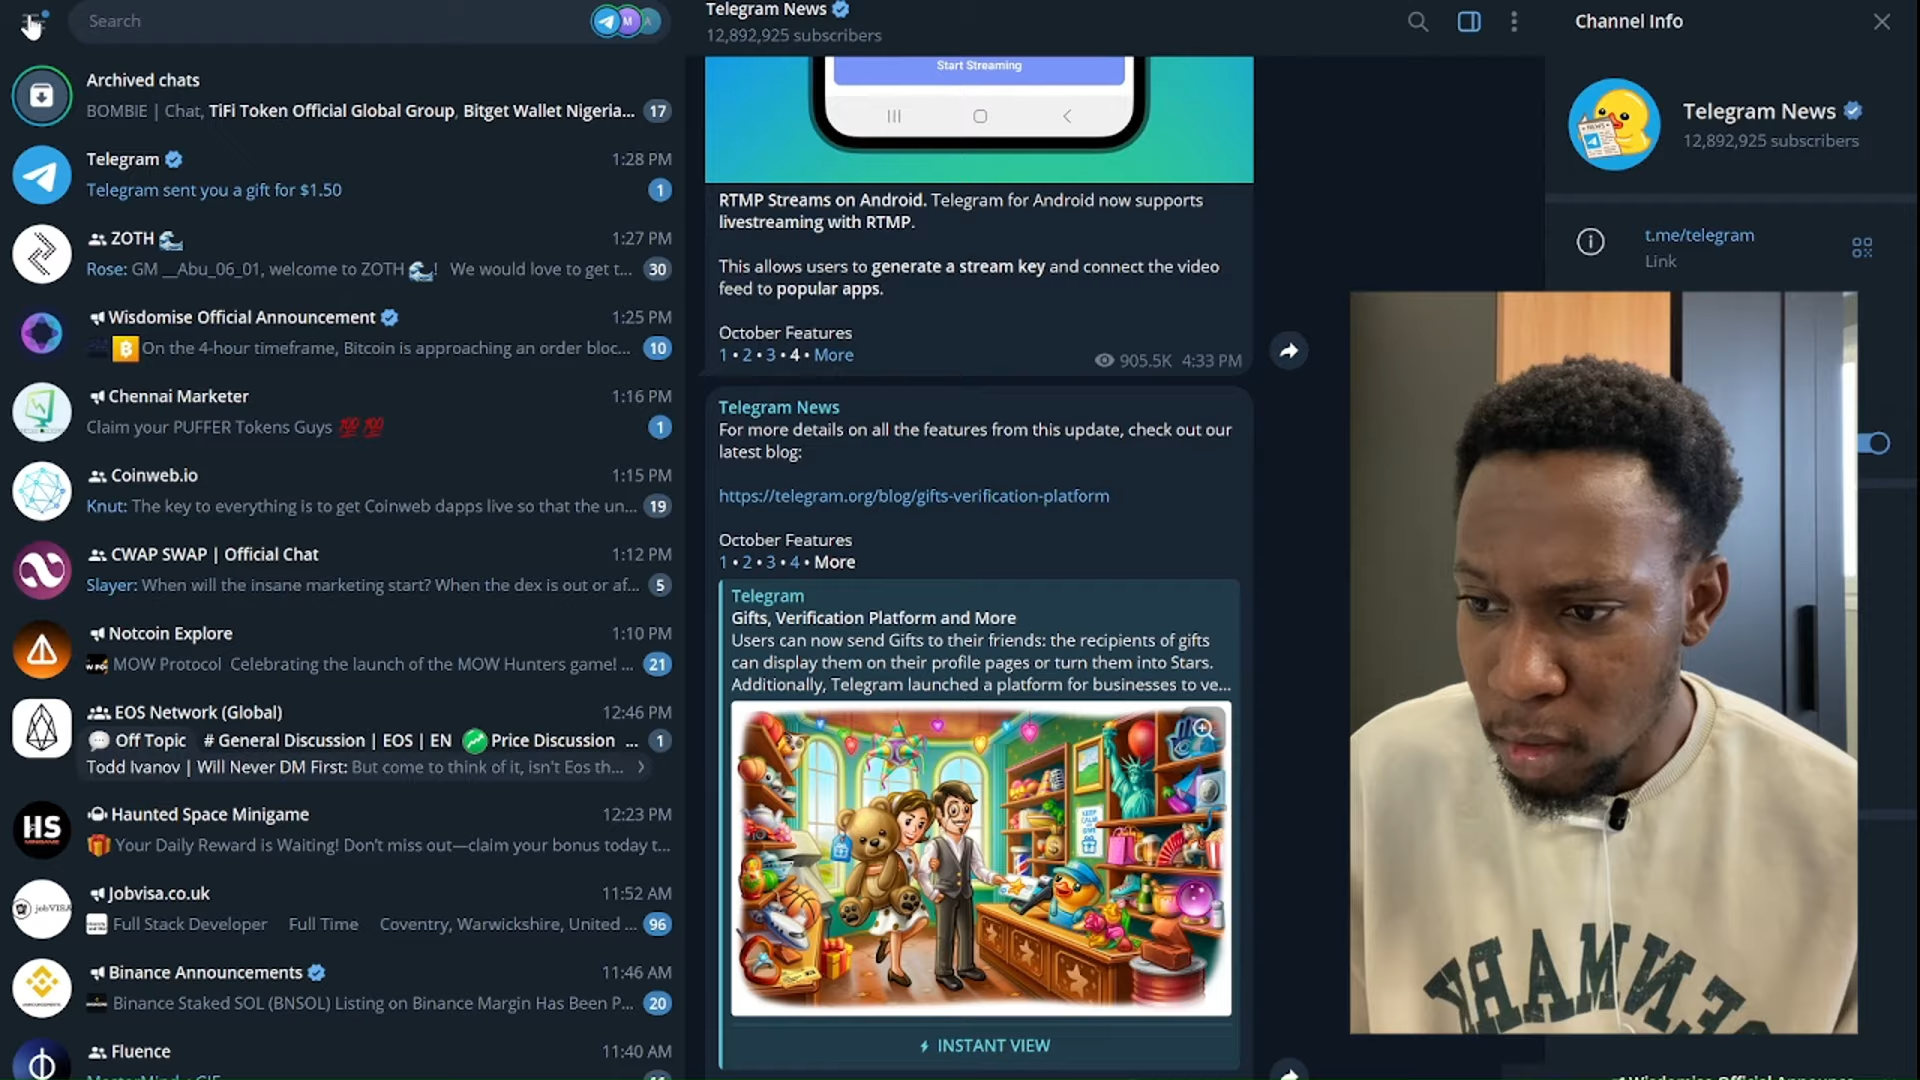 Search
M
A
Archived chats
BOMBIE | Chat, TiFi Token Official Global Group, Bitget Wallet Nigeria... 17
Telegram 1:28 PM
Telegram sent you a gift for $1.50 1
ZOTH 🌊 1:27 PM
Rose: GM __Abu_06_01, welcome to ZOTH 🌊! We would love to get t... 30
Wisdomise Official Announcement 1:25 PM
On the 4-hour timeframe, Bitcoin is approaching an order bloc... 10
Chennai Marketer 1:16 PM
Claim your PUFFER Tokens Guys 💯 💯 1
Coinweb.io 1:15 PM
Knut: The key to everything is to get Coinweb dapps live so that the un... 19
CWAP SWAP | Official Chat 1:12 PM
Slayer: When will the insane marketing start? When the dex is out or af... 5
Notcoin Explore 1:10 PM
MOW Protocol Celebrating the launch of the MOW Hunters game! ... 21
EOS Network (Global) 12:46 PM
Off Topic # General Discussion | EOS | EN Price Discussion ... 1
Todd Ivanov | Will Never DM First: But come to think of it, isn't Eos th...
HS
Haunted Space Minigame 12:23 PM
🎁 Your Daily Reward is Waiting! Don't miss out—claim your bonus today t...
jobVISA
Jobvisa.co.uk 11:52 AM
Full Stack Developer Full Time Coventry, Warwickshire, United ... 96
Binance Announcements 11:46 AM
Binance Staked SOL (BNSOL) Listing on Binance Margin Has Been P... 20
Fluence 11:40 AM
Telegram News
12,892,925 subscribers
Start Streaming
RTMP Streams on Android. Telegram for Android now supports
livestreaming with RTMP.
This allows users to generate a stream key and connect the video
feed to popular apps.
October Features
1 • 2 • 3 • 4 • More
905.5K 4:33 PM
Telegram News
For more details on all the features from this update, check out our
latest blog:
https://telegram.org/blog/gifts-verification-platform
October Features
1 • 2 • 3 • 4 • More
Telegram
Gifts, Verification Platform and More
Users can now send Gifts to their friends: the recipients of gifts
can display them on their profile pages or turn them into Stars.
Additionally, Telegram launched a platform for businesses to ve...
KEEP
CALM
INSTANT VIEW
Channel Info
Telegram News
12,892,925 subscribers
t.me/telegram
Link
DENMARK